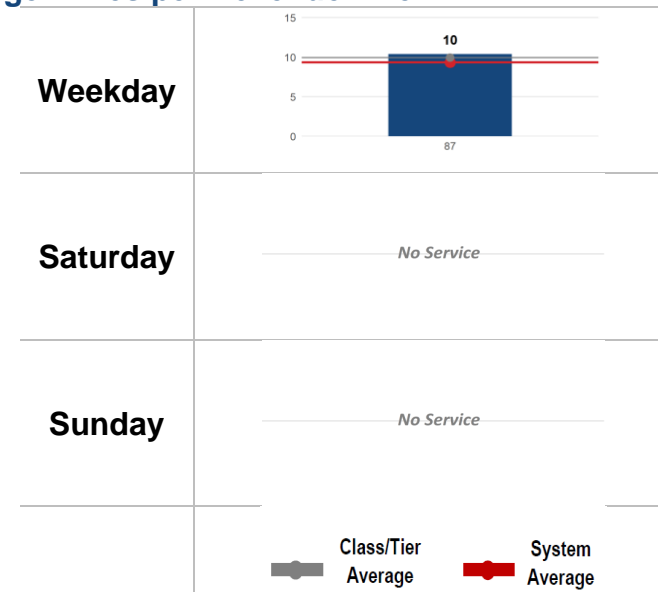 Weekday
15
10
5
0
10
87
Saturday
No Service
Sunday
No Service
Class/Tier
Average
System
Average